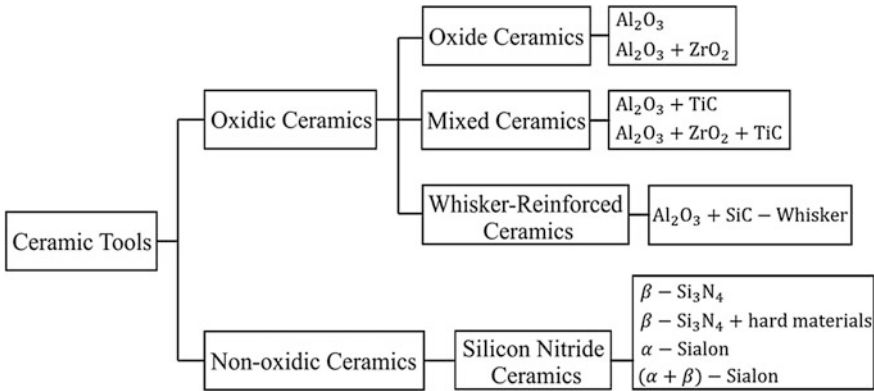 Ceramic Tools
Oxidic Ceramics
Oxide Ceramics
Al₂O₃
Al₂O₃ + ZrO₂
Mixed Ceramics
Al₂O₃ + TiC
Al₂O₃ + ZrO₂ + TiC
Whisker-Reinforced
Ceramics
Al₂O₃ + SiC − Whisker
Non-oxidic Ceramics
Silicon Nitride
Ceramics
β − Si₃N₄
β − Si₃N₄ + hard materials
α − Sialon
(α + β) − Sialon